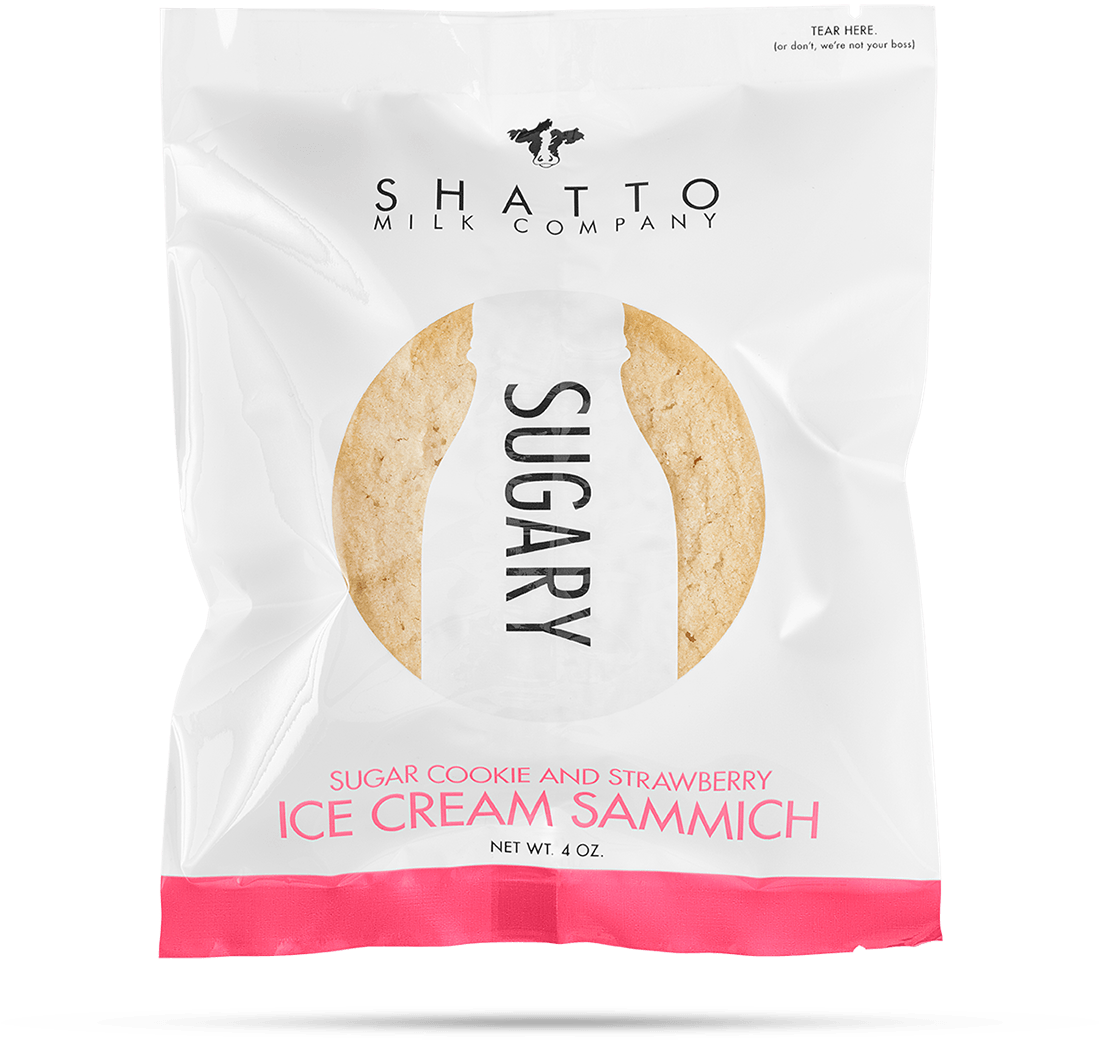 TEAR HERE.
(or don't, we're not your boss)
SHATTO
MILK COMPANY
SUGARY
SUGAR COOKIE AND STRAWBERRY
ICE CREAM SAMMICH
NET WT. 4 OZ.